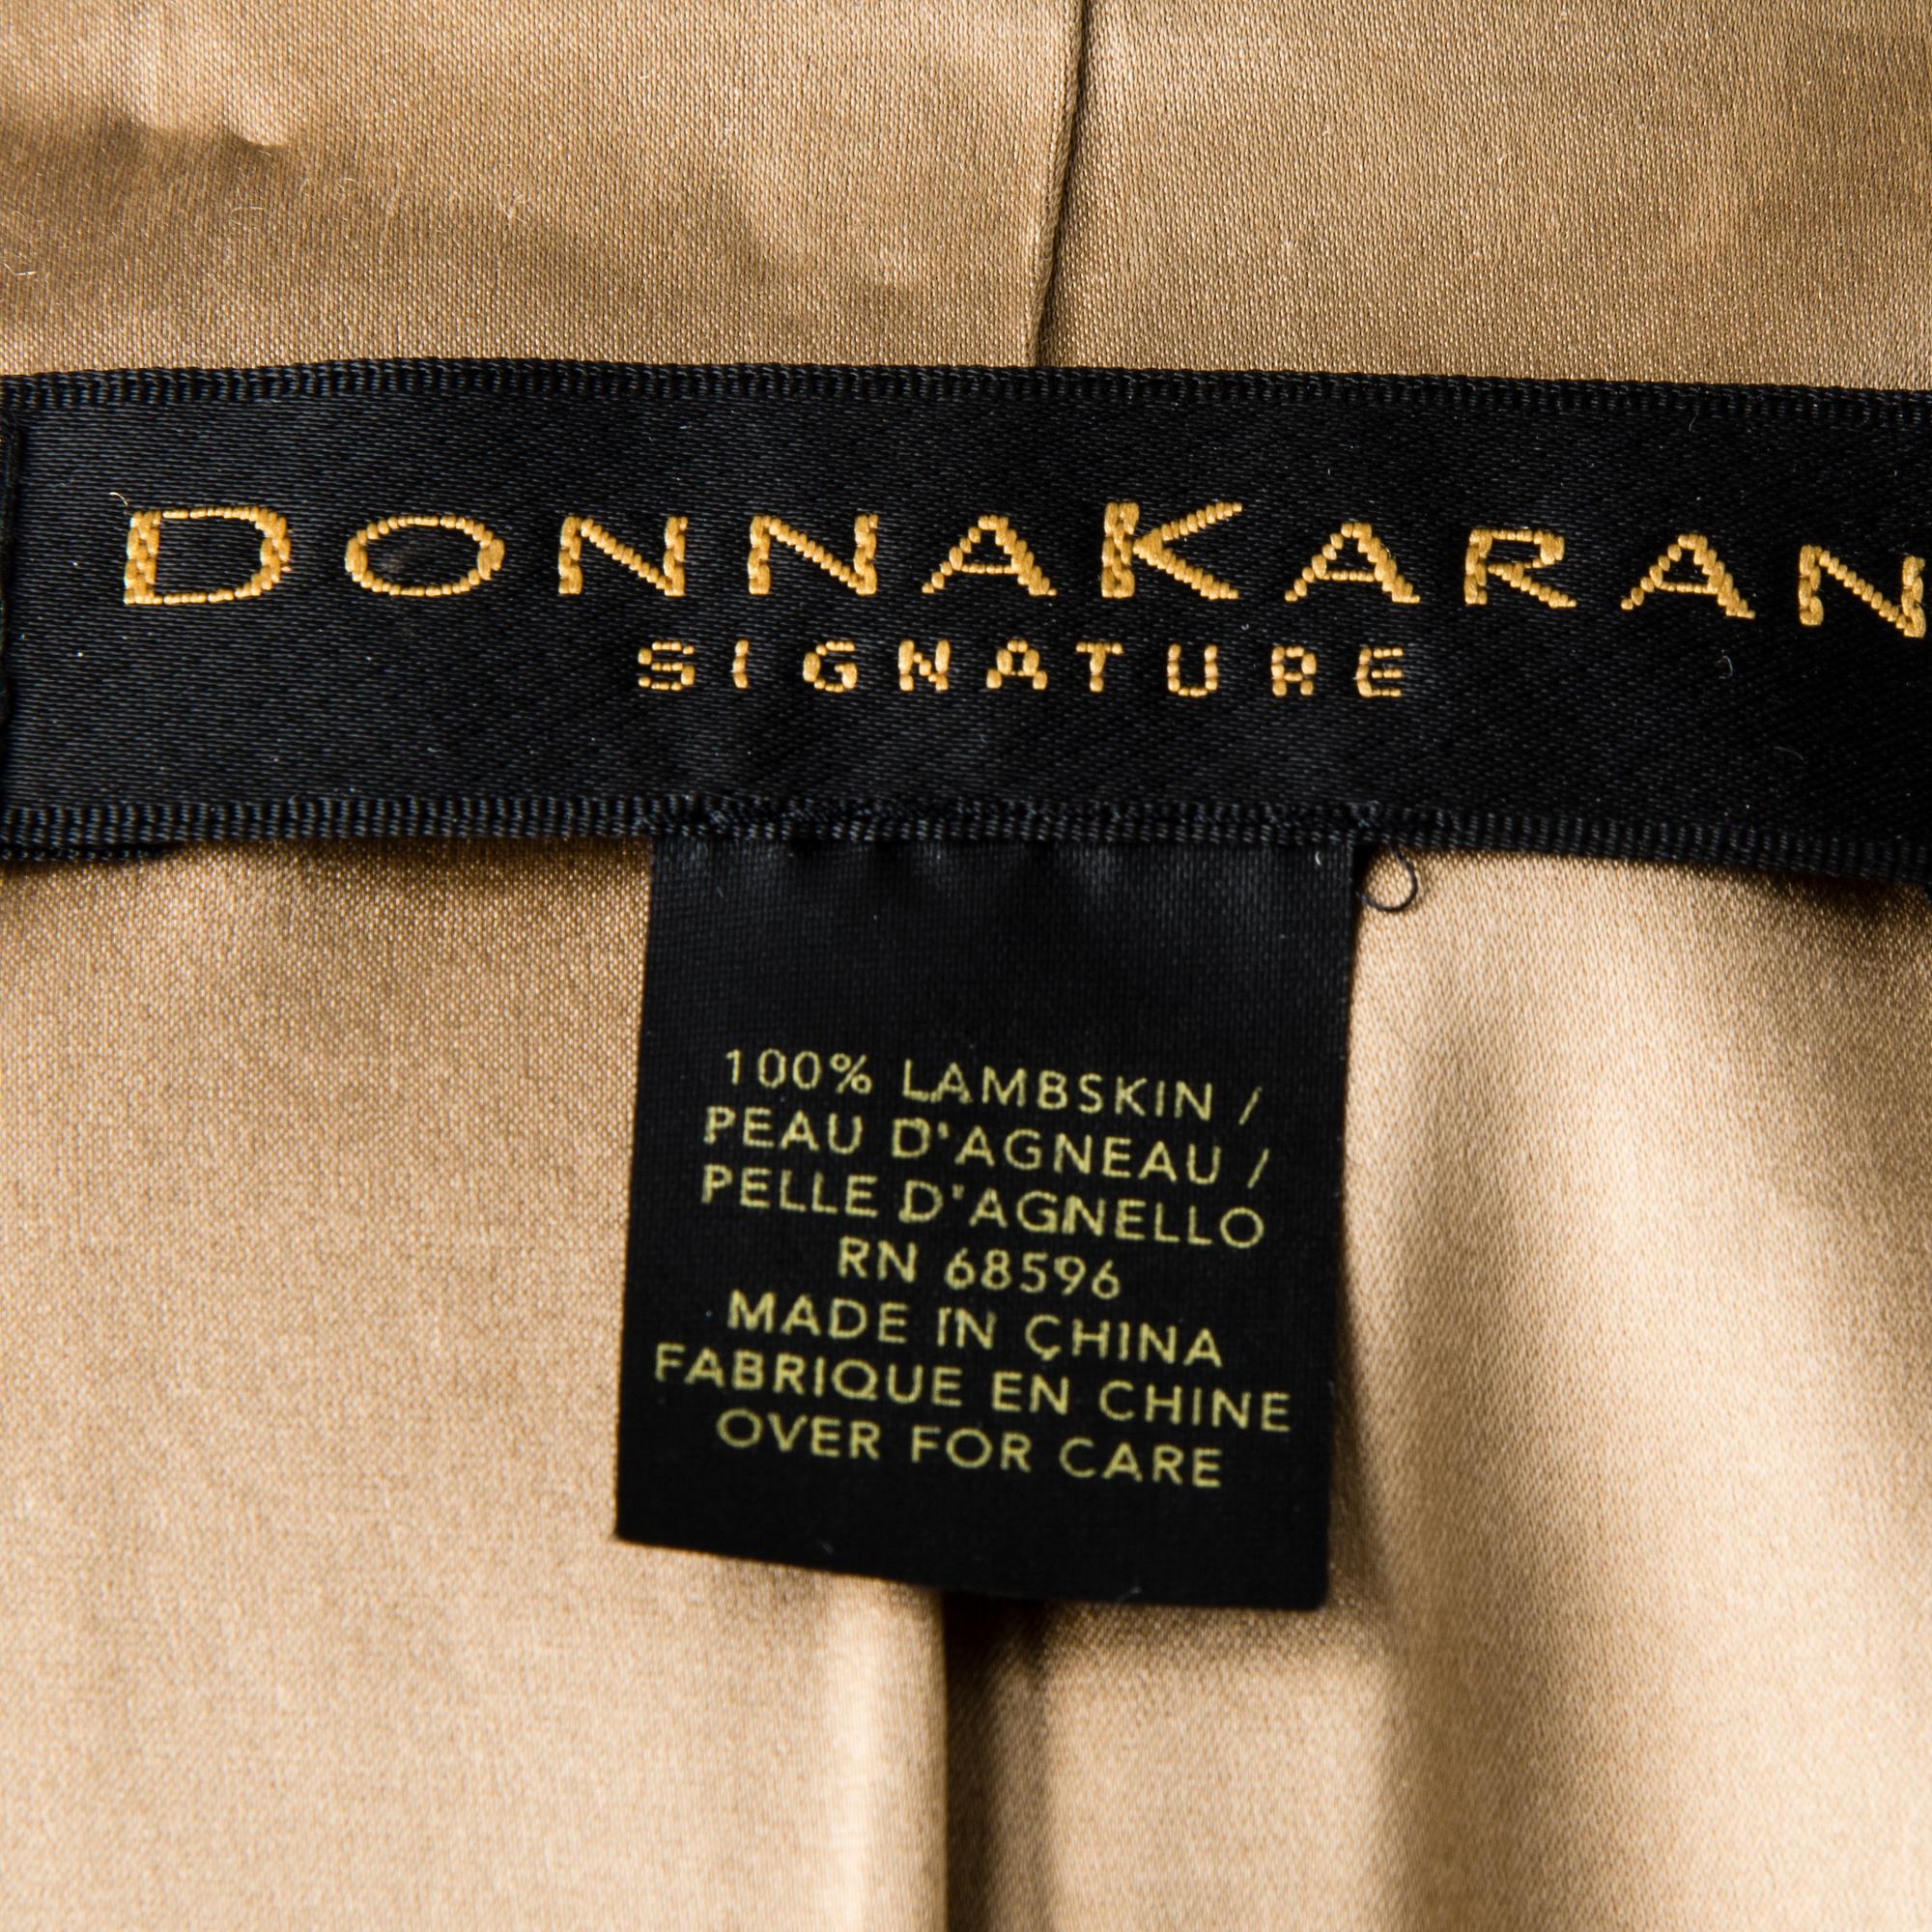 DONNAKARAN
SIGNATURE
100% LAMBSKIN /
PEAU D'AGNEAU /
PELLE D'AGNELLO
RN 68596
MADE IN CHINA
FABRIQUE EN CHINE
OVER FOR CARE